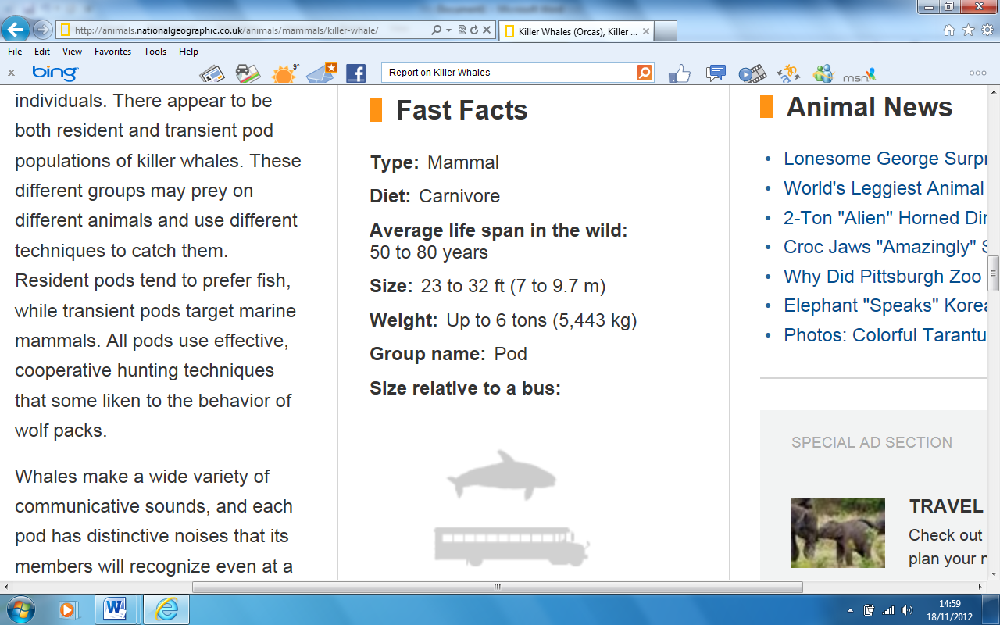 http://animals.nationalgeographic.co.uk/animals/mammals/killer-whale/
Killer Whales (Orcas), Killer ...
File Edit View Favorites Tools Help
x bing 9° Report on Killer Whales msn
individuals. There appear to be
both resident and transient pod
populations of killer whales. These
different groups may prey on
different animals and use different
techniques to catch them.
Resident pods tend to prefer fish,
while transient pods target marine
mammals. All pods use effective,
cooperative hunting techniques
that some liken to the behavior of
wolf packs.
Whales make a wide variety of
communicative sounds, and each
pod has distinctive noises that its
members will recognize even at a
Fast Facts
Type: Mammal
Diet: Carnivore
Average life span in the wild:
50 to 80 years
Size: 23 to 32 ft (7 to 9.7 m)
Weight: Up to 6 tons (5,443 kg)
Group name: Pod
Size relative to a bus:
Animal News
• Lonesome George Surpr
• World's Leggiest Animal
• 2-Ton "Alien" Horned Din
• Croc Jaws "Amazingly" S
• Why Did Pittsburgh Zoo
• Elephant "Speaks" Korea
• Photos: Colorful Tarantu
SPECIAL AD SECTION
TRAVEL
Check out
plan your
14:59
18/11/2012